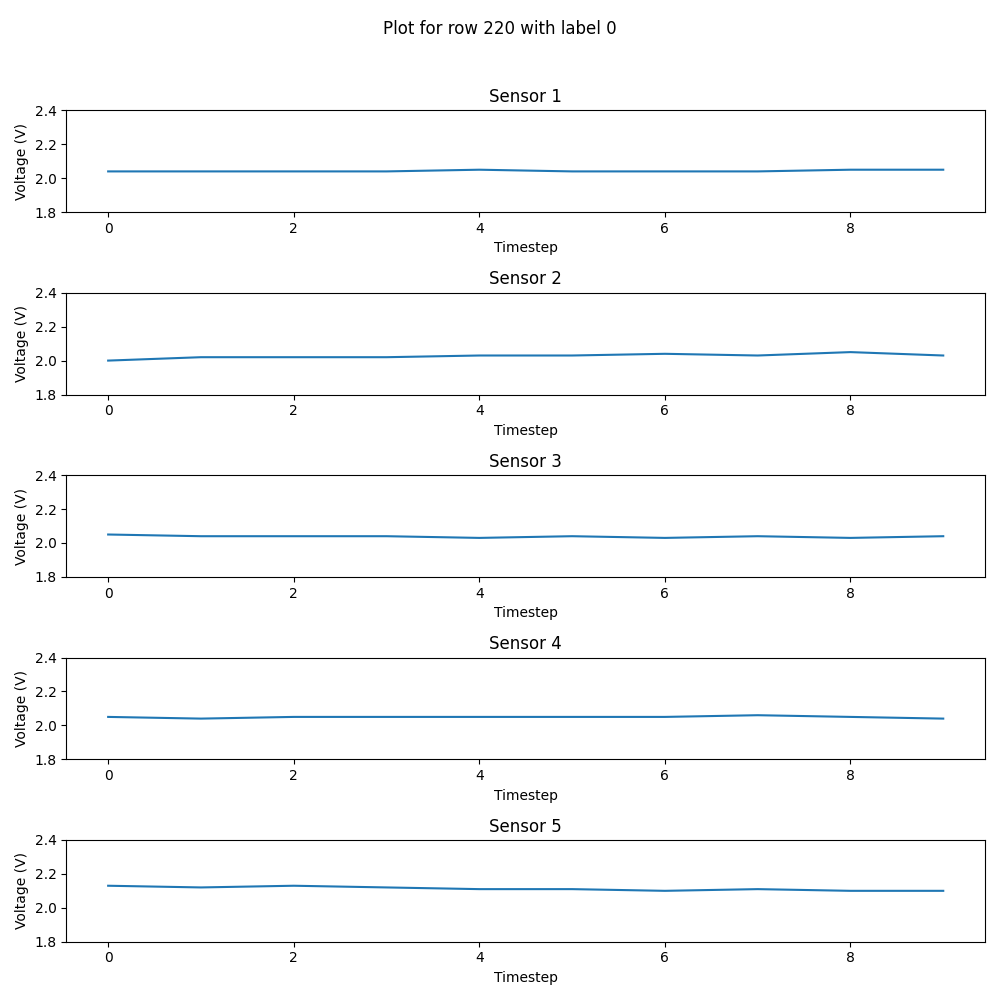 Plot for row 220 with label 0
Sensor 1
Voltage (V)
2.4
2.2
2.0
1.8
0 2 4 6 8
Timestep
Sensor 2
Voltage (V)
2.4
2.2
2.0
1.8
0 2 4 6 8
Timestep
Sensor 3
Voltage (V)
2.4
2.2
2.0
1.8
0 2 4 6 8
Timestep
Sensor 4
Voltage (V)
2.4
2.2
2.0
1.8
0 2 4 6 8
Timestep
Sensor 5
Voltage (V)
2.4
2.2
2.0
1.8
0 2 4 6 8
Timestep